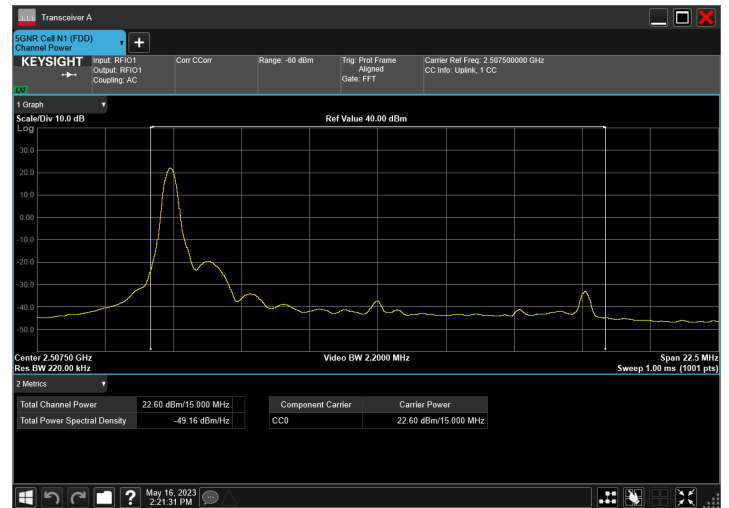 Transceiver A
5GNR Cell N1 (FDD)
Channel Power
KEYSIGHT
LXI
Input: RFIO1
Output: RFIO1
Coupling: AC
Corr CCorr
Range: -60 dBm
Trig: Prot Frame
Aligned
Gate: FFT
Carrier Ref Freq: 2.507500000 GHz
CC Info: Uplink, 1 CC
1 Graph
Scale/Div 10.0 dB
Ref Value 40.00 dBm
Log
30.0
20.0
10.0
0.00
-10.0
-20.0
-30.0
-40.0
-50.0
Center 2.50750 GHz
Video BW 2.2000 MHz
Span 22.5 MHz
Res BW 220.00 kHz
Sweep 1.00 ms (1001 pts)
2 Metrics
Total Channel Power 22.60 dBm/15.000 MHz
Total Power Spectral Density -49.16 dBm/Hz
Component Carrier Carrier Power
CC0 22.60 dBm/15.000 MHz
?
May 16, 2023
2:21:31 PM